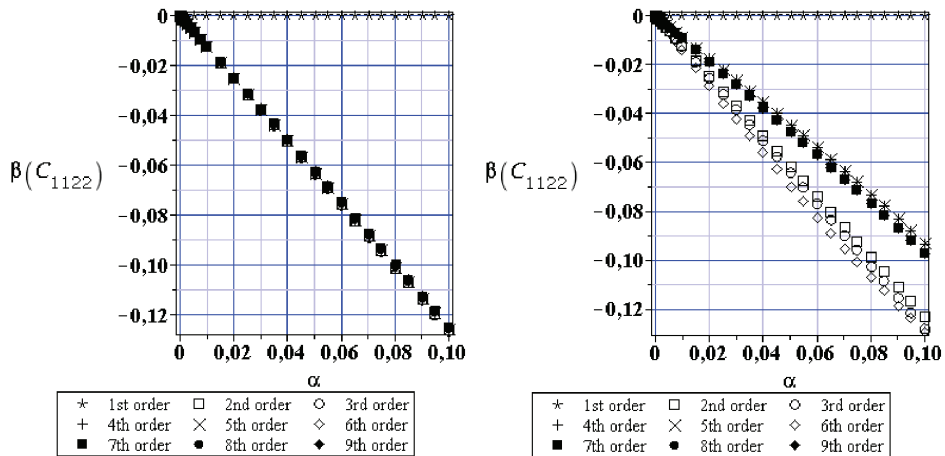 0
−0,02
−0,04
−0,06
β(C1122)
−0,08
−0,10
−0,12
0 0,02 0,04 0,06 0,08 0,10
α
1st order 2nd order 3rd order
4th order 5th order 6th order
7th order 8th order 9th order
0
−0,02
−0,04
−0,06
β(C1122)
−0,08
−0,10
−0,12
0 0,02 0,04 0,06 0,08 0,10
α
1st order 2nd order 3rd order
4th order 5th order 6th order
7th order 8th order 9th order